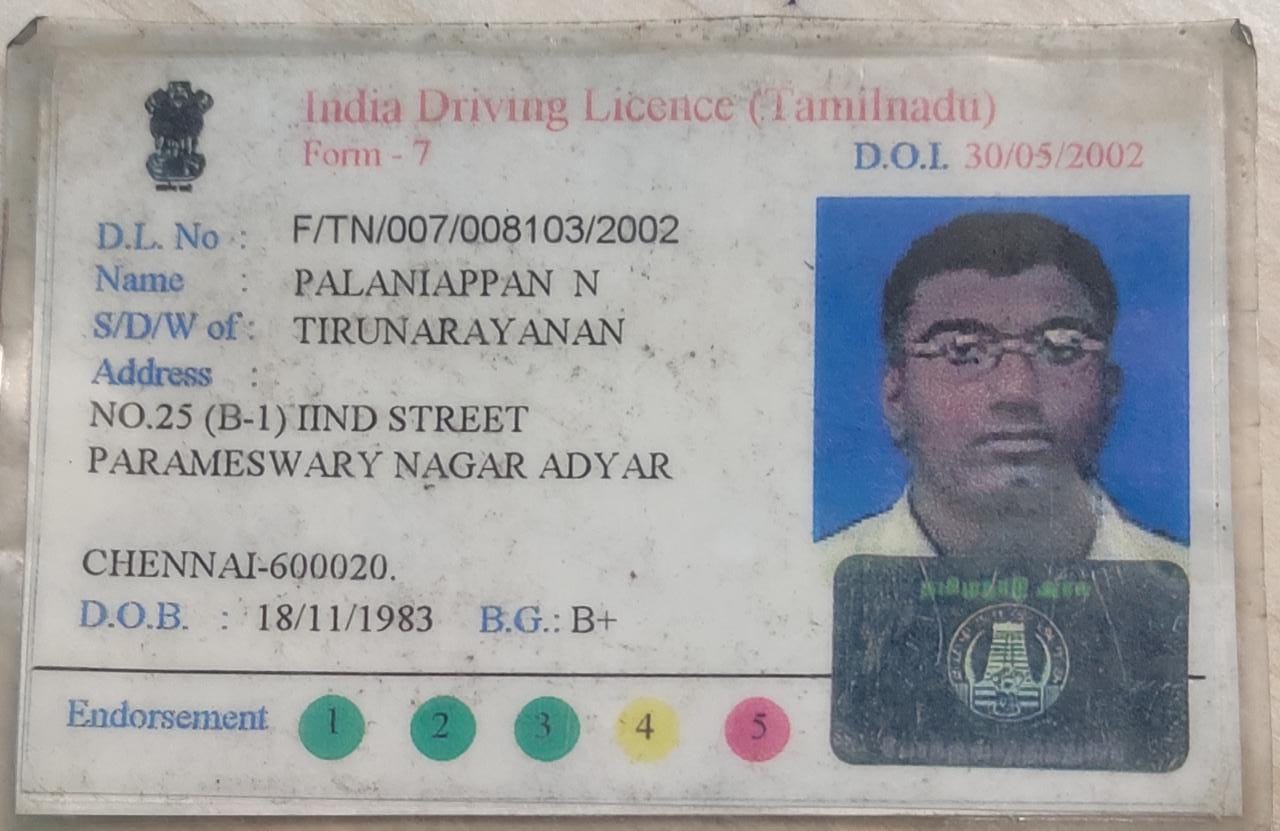 India Driving Licence (Tamilnadu)
Form - 7
D.O.I. 30/05/2002
D.L. No : F/TN/007/008103/2002
Name : PALANIAPPAN N
S/D/W of : TIRUNARAYANAN
Address :
NO.25 (B-1) IIND STREET
PARAMESWARY NAGAR ADYAR
CHENNAI-600020.
D.O.B. : 18/11/1983 B.G.: B+
Endorsement 1 2 3 4 5